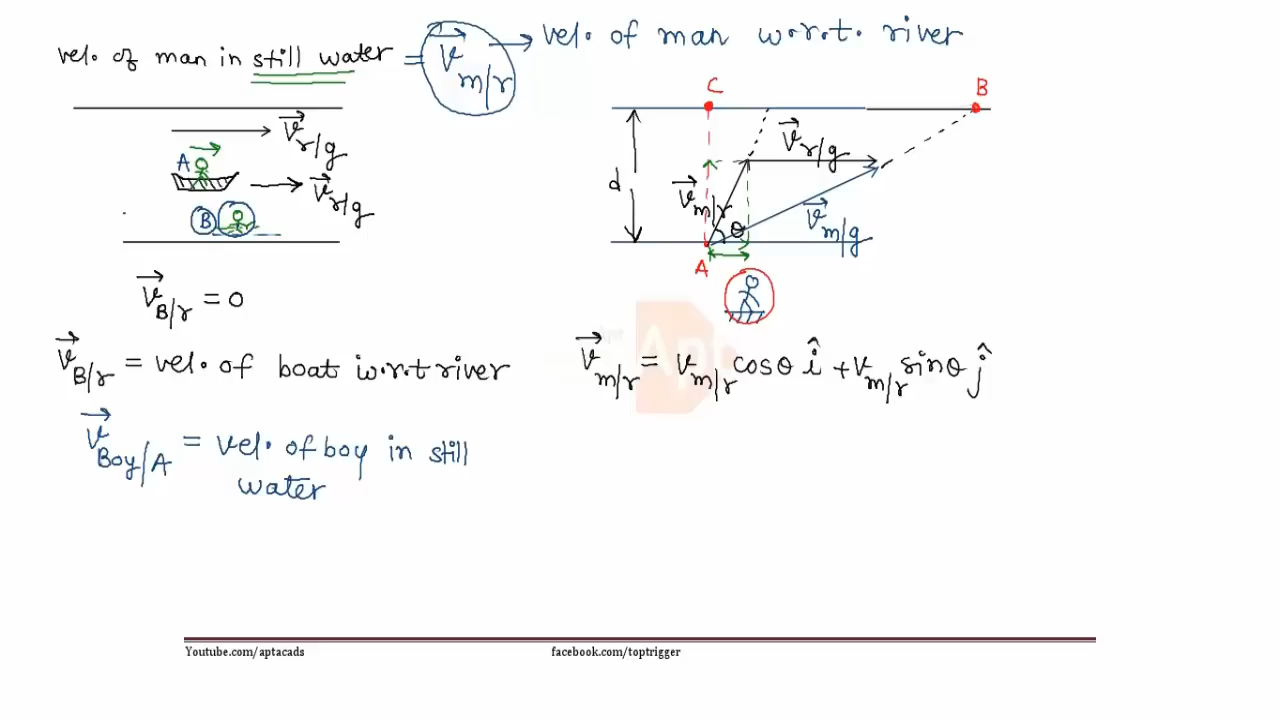 vel. of man in still water = v m/r → vel. of man w.r.t. river
C
B
v r/g
v r/g
A
d
v m/r
v r/g
B
θ
v m/g
A
v B/r = 0
v m/r = v m/r cosθ î + v m/r sinθ ĵ
v B/r = vel. of boat w.r.t river
v Boy/A = vel. of boy in still
water
Youtube.com/aptacads
facebook.com/toptrigger